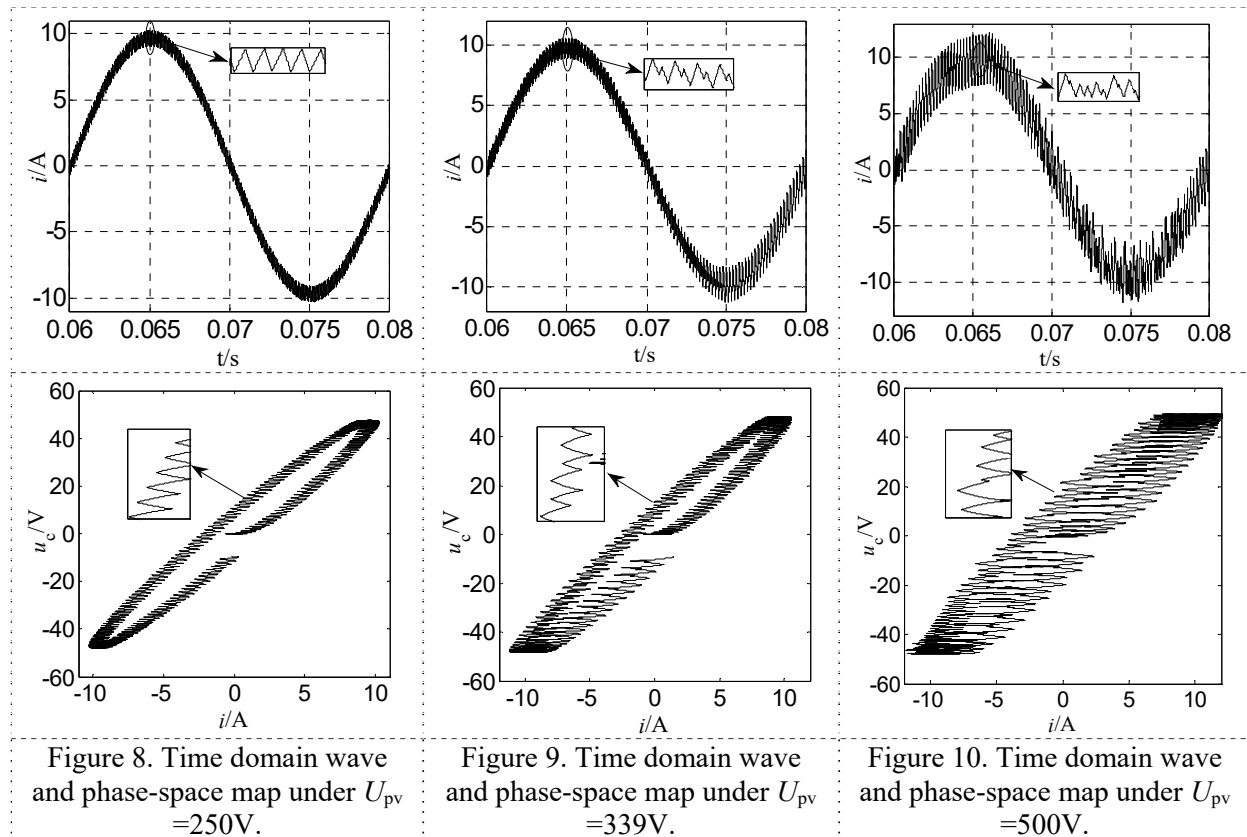 10
5
0
-5
-10
i/A
0.06 0.065 0.07 0.075 0.08
t/s
10
5
0
-5
-10
i/A
0.06 0.065 0.07 0.075 0.08
t/s
10
5
0
-5
-10
i/A
0.06 0.065 0.07 0.075 0.08
t/s
60
40
20
0
-20
-40
-60
uc/V
-10 -5 0 5 10
i/A
60
40
20
0
-20
-40
-60
uc/V
-10 -5 0 5 10
i/A
60
40
20
0
-20
-40
-60
uc/V
-10 -5 0 5 10
i/A
Figure 8. Time domain wave
and phase-space map under Upv
=250V.
Figure 9. Time domain wave
and phase-space map under Upv
=339V.
Figure 10. Time domain wave
and phase-space map under Upv
=500V.